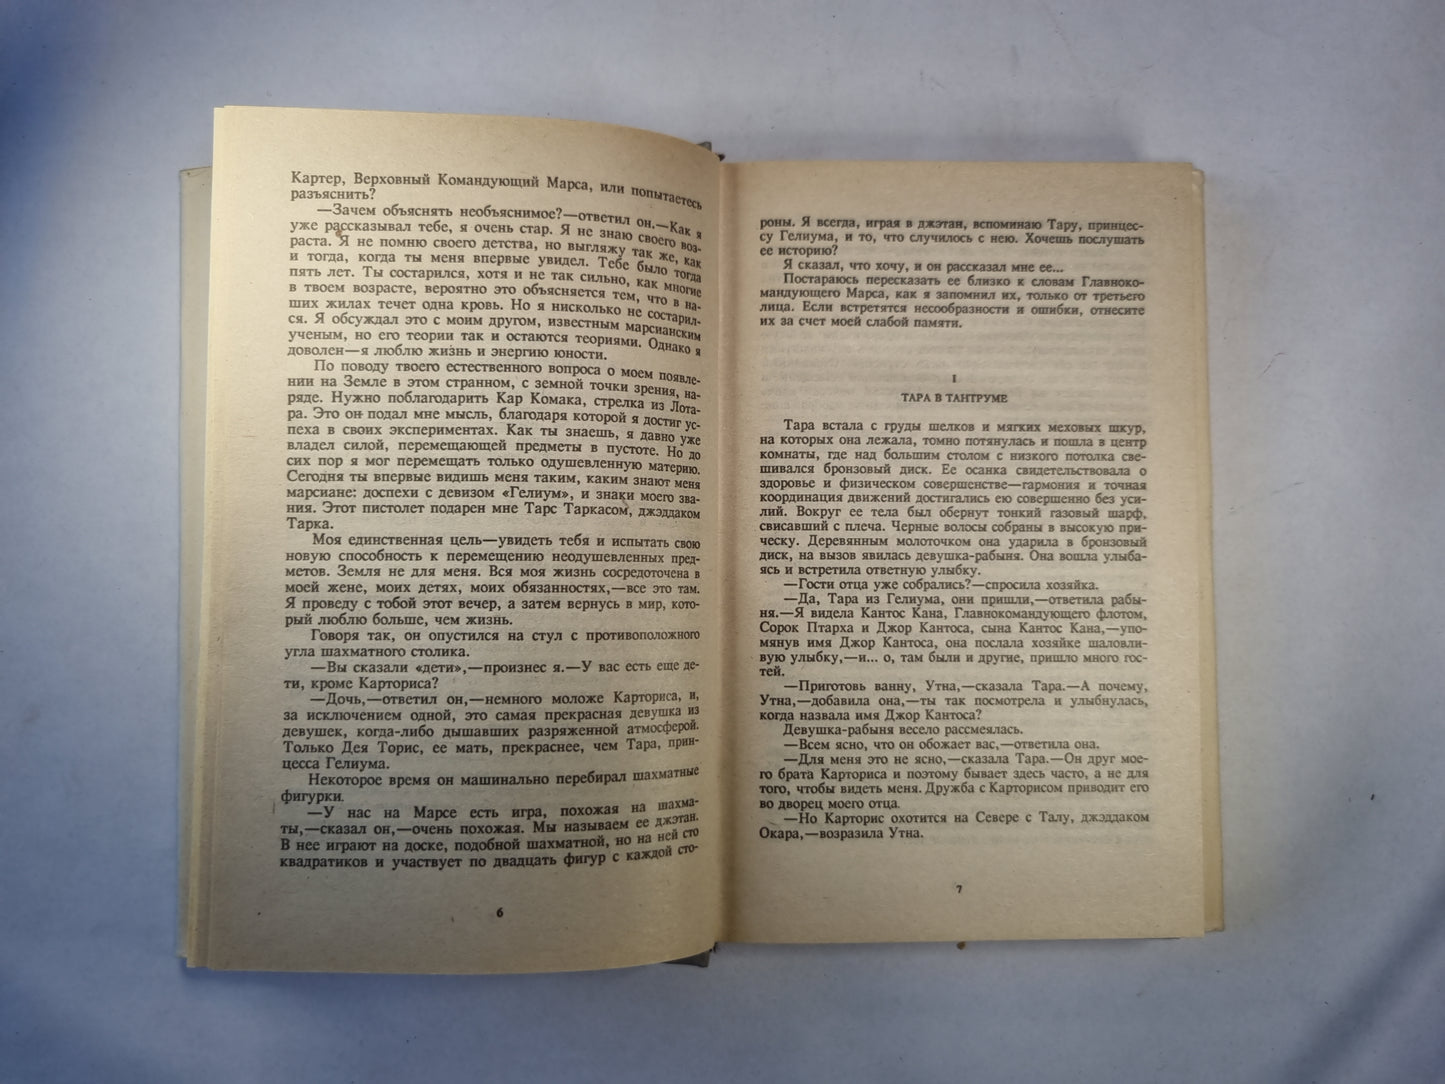 Картер, Верховный Командующий Марса, или попытаетесь
разъяснить?
—Зачем объяснять необъяснимое?—ответил он.—Как я
уже рассказывал тебе, я очень стар. Я не знаю своего воз-
раста. Я не помню своего детства, но выгляжу так же, как
и тогда, когда ты меня впервые увидел. Тебе было тогда
пять лет. Ты состарился, хотя и не так сильно, как многие
в твоем возрасте, вероятно это объясняется тем, что в на-
ших жилах течет одна кровь. Но я нисколько не состарил-
ся. Я обсуждал это с моим другом, известным марсианским
ученым, но его теории так и остаются теориями. Однако я
доволен—я люблю жизнь и энергию юности.
По поводу твоего естественного вопроса о моем появле-
нии на Земле в этом странном, с земной точки зрения, на-
ряде. Нужно поблагодарить Кар Комака, стрелка из Лота-
ра. Это он подал мне мысль, благодаря которой я достиг ус-
пеха в своих экспериментах. Как ты знаешь, я давно уже
владел силой, перемещающей предметы в пустоте. Но до
сих пор я мог перемещать только одушевленную материю.
Сегодня ты впервые видишь меня таким, каким знают меня
марсиане: доспехи с девизом «Гелиум», и знаки моего зва-
ния. Этот пистолет подарен мне Тарс Таркасом, джэддаком
Тарка.
Моя единственная цель—увидеть тебя и испытать свою
новую способность к перемещению неодушевленных пред-
метов. Земля не для меня. Вся моя жизнь сосредоточена в
моей жене, моих детях, моих обязанностях,—все это там.
Я проведу с тобой этот вечер, а затем вернусь в мир, кото-
рый люблю больше, чем жизнь.
Говоря так, он опустился на стул с противоположного
угла шахматного столика.
—Вы сказали «дети»,—произнес я.—У вас есть еще де-
ти, кроме Карториса?
—Дочь,—ответил он,—немного моложе Карториса, и,
за исключением одной, это самая прекрасная девушка из
девушек, когда-либо дышавших разряженной атмосферой.
Только Дея Торис, ее мать, прекраснее, чем Тара, прин-
цесса Гелиума.
Некоторое время он машинально перебирал шахматные
фигурки.
—У нас на Марсе есть игра, похожая на шахма-
ты,—сказал он,—очень похожая. Мы называем ее джэтан.
В нее играют на доске, подобной шахматной, но на ней сто
квадратиков и участвует по двадцать фигур с каждой сто-
6
роны. Я всегда, играя в джэтан, вспоминаю Тару, принцес-
су Гелиума, и то, что случилось с нею. Хочешь послушать
ее историю?
Я сказал, что хочу, и он рассказал мне ее...
Постараюсь пересказать ее близко к словам Главноко-
мандующего Марса, как я запомнил их, только от третьего
лица. Если встретятся несообразности и ошибки, отнесите
их за счет моей слабой памяти.
I
ТАРА В ТАНТРУМЕ
Тара встала с груды шелков и мягких меховых шкур,
на которых она лежала, томно потянулась и пошла в центр
комнаты, где над большим столом с низкого потолка све-
шивался бронзовый диск. Ее осанка свидетельствовала о
здоровье и физическом совершенстве—гармония и точная
координация движений достигались ею совершенно без уси-
лий. Вокруг ее тела был обернут тонкий газовый шарф,
свисавший с плеча. Черные волосы собраны в высокую при-
ческу. Деревянным молоточком она ударила в бронзовый
диск, на вызов явилась девушка-рабыня. Она вошла улыба-
ясь и встретила ответную улыбку.
—Гости отца уже собрались?—спросила хозяйка.
—Да, Тара из Гелиума, они пришли,—ответила рабы-
ня.—Я видела Кантос Кана, Главнокомандующего флотом,
Сорок Птарха и Джор Кантоса, сына Кантос Кана,—упо-
мянув имя Джор Кантоса, она послала хозяйке шаловли-
вую улыбку,—и... о, там были и другие, пришло много гос-
тей.
—Приготовь ванну, Утна,—сказала Тара.—А почему,
Утна,—добавила она,—ты так посмотрела и улыбнулась,
когда назвала имя Джор Кантоса?
Девушка-рабыня весело рассмеялась.
—Всем ясно, что он обожает вас,—ответила она.
—Для меня это не ясно,—сказала Тара.—Он друг мое-
го брата Карториса и поэтому бывает здесь часто, а не для
того, чтобы видеть меня. Дружба с Карторисом приводит его
во дворец моего отца.
—Но Карторис охотится на Севере с Талу, джэддаком
Окара,—возразила Утна.
7